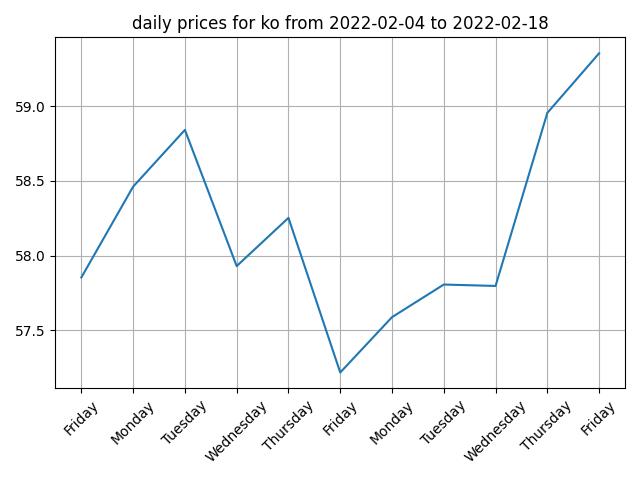 daily prices for ko from 2022-02-04 to 2022-02-18
59.0
58.5
58.0
57.5
Friday
Monday
Tuesday
Wednesday
Thursday
Friday
Monday
Tuesday
Wednesday
Thursday
Friday